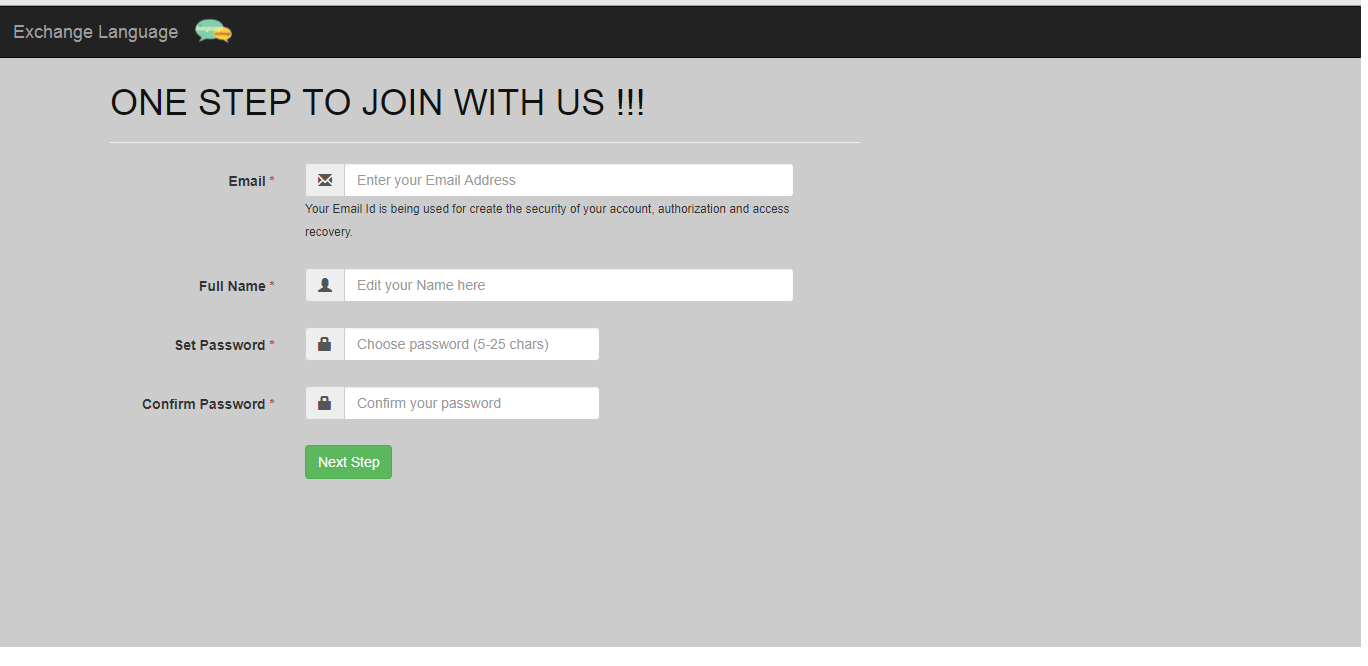 Exchange Language
ONE STEP TO JOIN WITH US !!!
Email *
Enter your Email Address
Your Email Id is being used for create the security of your account, authorization and access
recovery.
Full Name *
Edit your Name here
Set Password *
Choose password (5-25 chars)
Confirm Password *
Confirm your password
Next Step